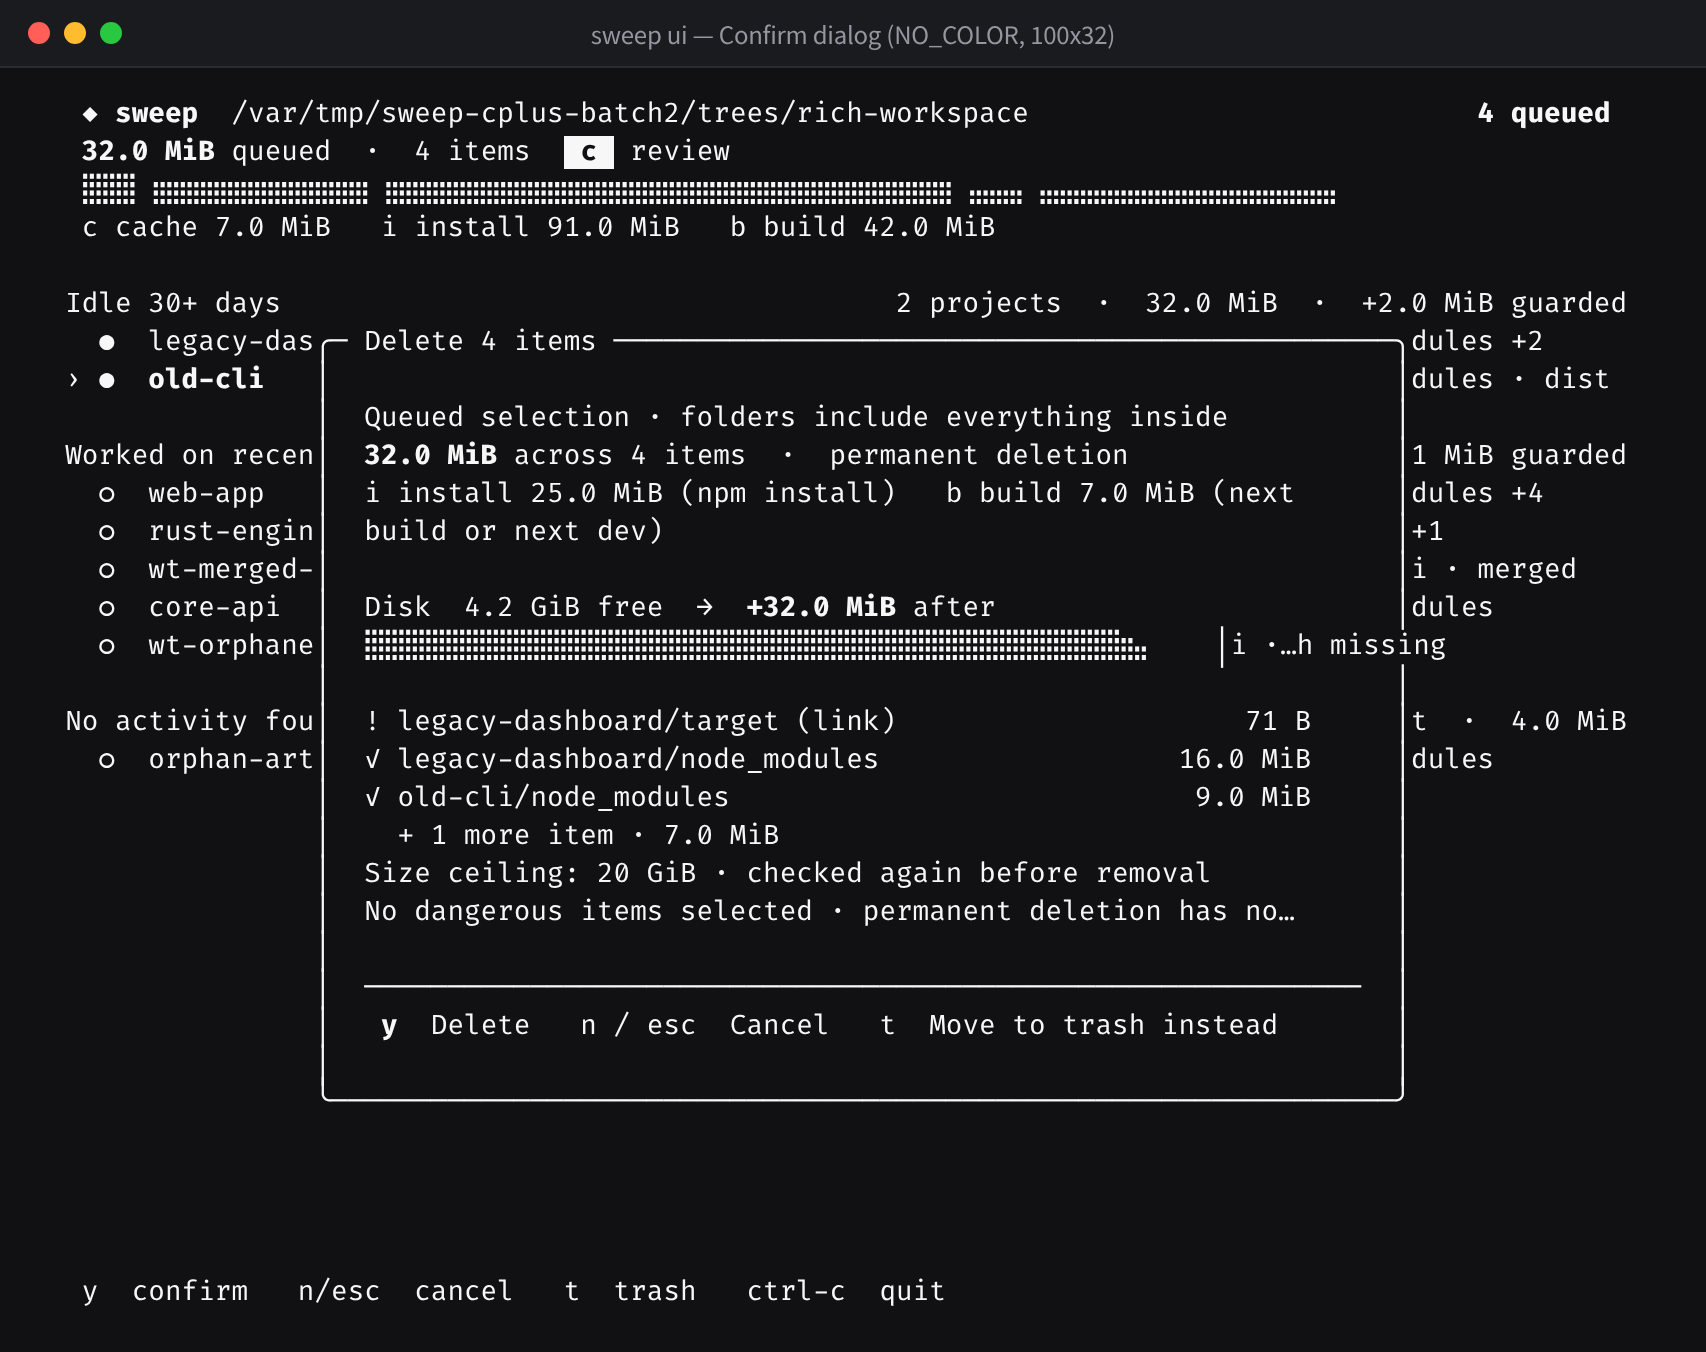 sweep ui — Confirm dialog (NO_COLOR, 100x32)
◆ sweep  /var/tmp/sweep-cplus-batch2/trees/rich-workspace  4 queued
32.0 MiB queued  ·  4 items  c  review
c cache 7.0 MiB   i install 91.0 MiB   b build 42.0 MiB
Idle 30+ days  2 projects  ·  32.0 MiB  ·  +2.0 MiB guarded
●  legacy-das  Delete 4 items  dules +2
› ●  old-cli  dules · dist
Queued selection · folders include everything inside
Worked on recen  32.0 MiB across 4 items  ·  permanent deletion  1 MiB guarded
○  web-app  i install 25.0 MiB (npm install)   b build 7.0 MiB (next  dules +4
○  rust-engin  build or next dev)  +1
○  wt-merged-  i · merged
○  core-api  Disk  4.2 GiB free  →  +32.0 MiB after  dules
○  wt-orphane  i ·…h missing
No activity fou  ! legacy-dashboard/target (link)  71 B  t  ·  4.0 MiB
○  orphan-art  √ legacy-dashboard/node_modules  16.0 MiB  dules
√ old-cli/node_modules  9.0 MiB
+ 1 more item · 7.0 MiB
Size ceiling: 20 GiB · checked again before removal
No dangerous items selected · permanent deletion has no…
y  Delete   n / esc  Cancel   t  Move to trash instead
y  confirm   n/esc  cancel   t  trash   ctrl-c  quit